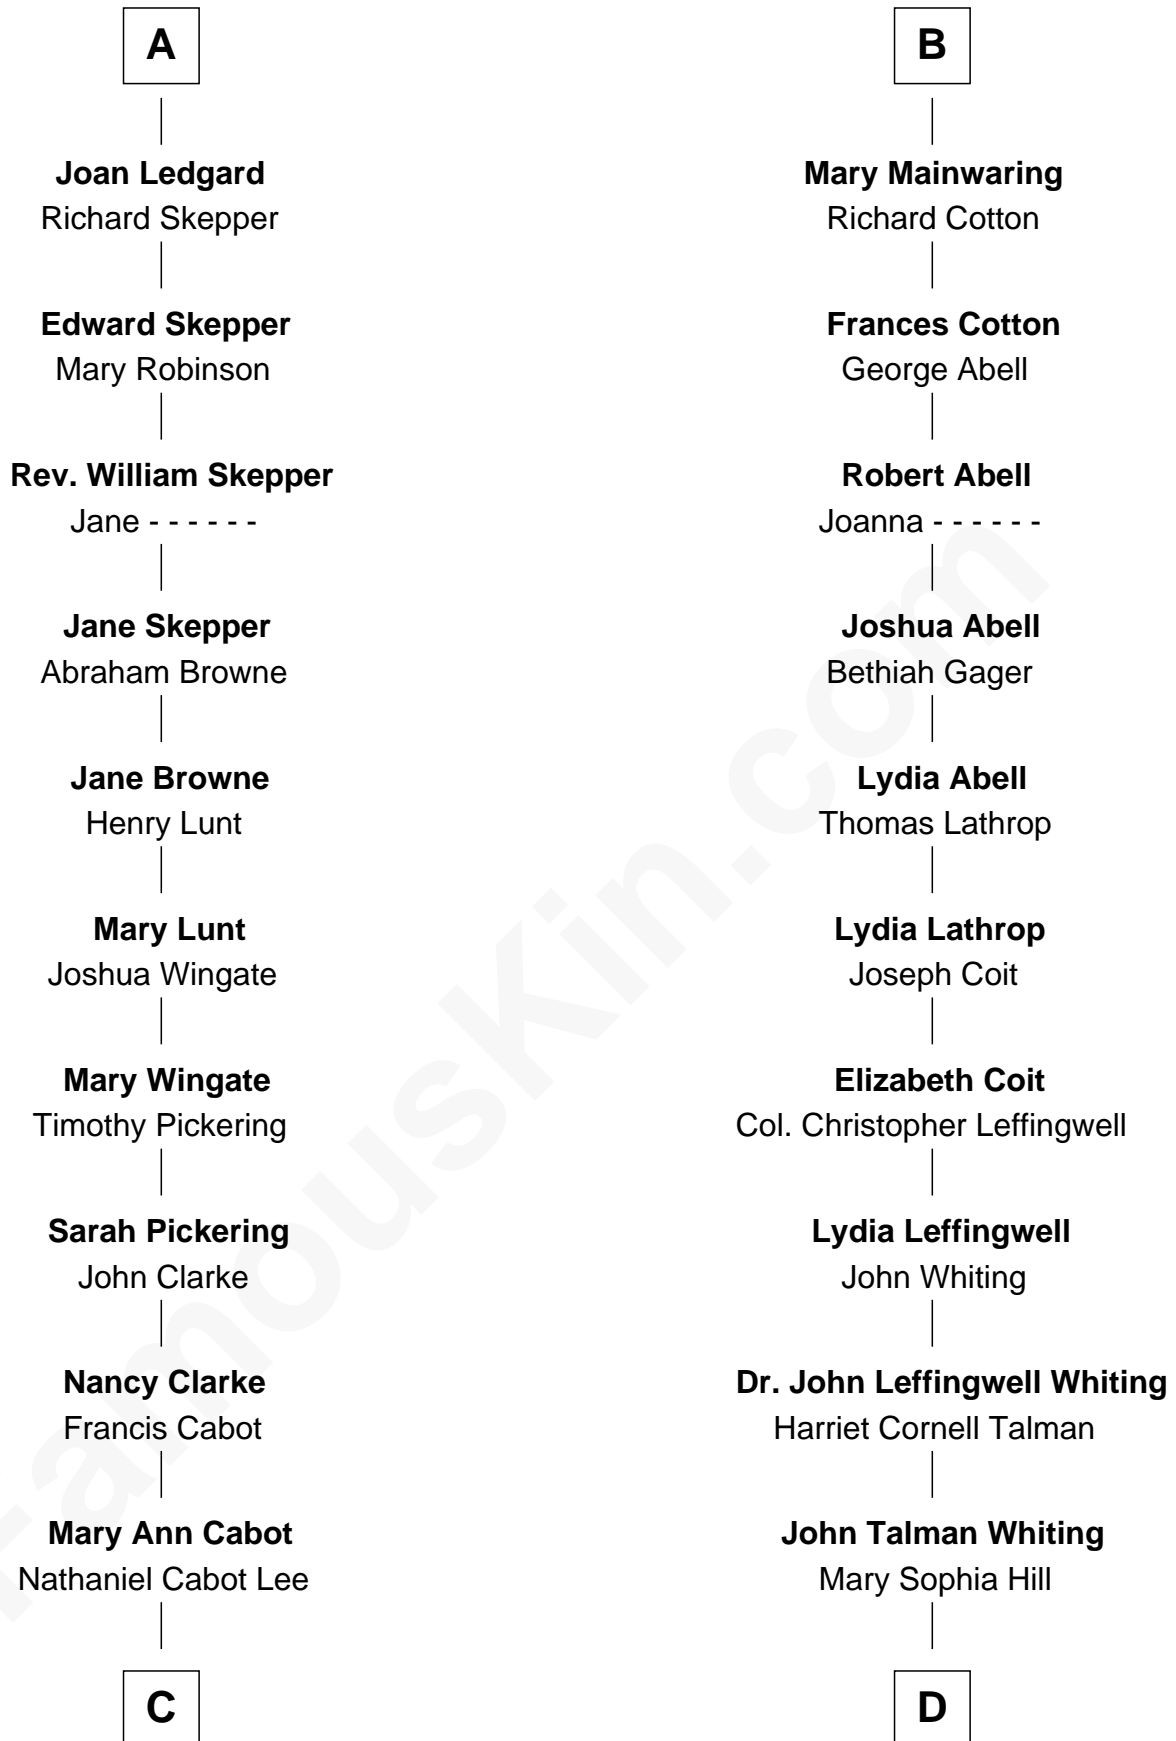 A
Joan Ledgard
Richard Skepper
Edward Skepper
Mary Robinson
Rev. William Skepper
Jane - - - - - -
Jane Skepper
Abraham Browne
Jane Browne
Henry Lunt
Mary Lunt
Joshua Wingate
Mary Wingate
Timothy Pickering
Sarah Pickering
John Clarke
Nancy Clarke
Francis Cabot
Mary Ann Cabot
Nathaniel Cabot Lee
C
B
Mary Mainwaring
Richard Cotton
Frances Cotton
George Abell
Robert Abell
Joanna - - - - - -
Joshua Abell
Bethiah Gager
Lydia Abell
Thomas Lathrop
Lydia Lathrop
Joseph Coit
Elizabeth Coit
Col. Christopher Leffingwell
Lydia Leffingwell
John Whiting
Dr. John Leffingwell Whiting
Harriet Cornell Talman
John Talman Whiting
Mary Sophia Hill
D
FamousKin.com